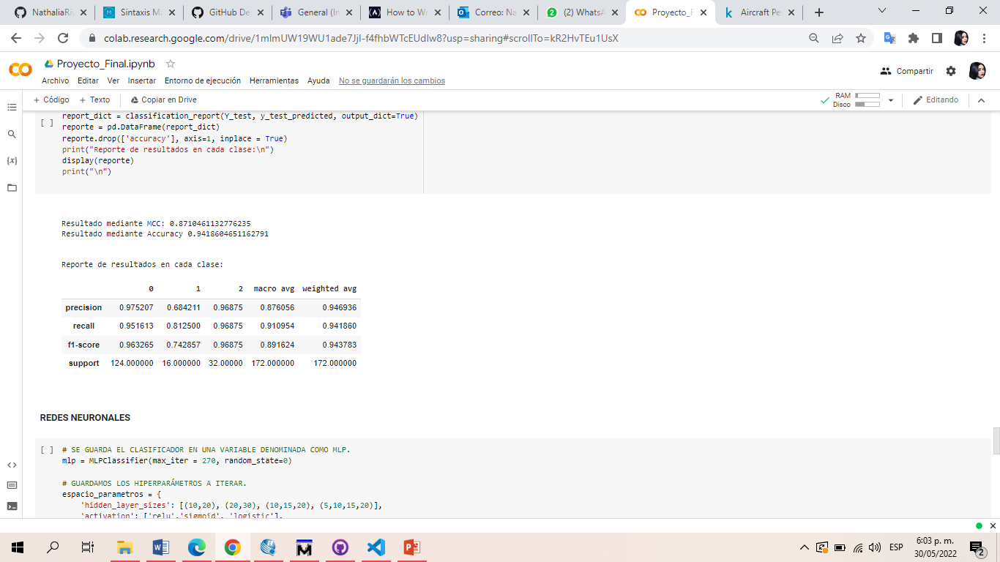 NathaliaRiv
Sintaxis Ma
GitHub De
General (In
How to Wr
Correo: Na
(2) WhatsA
Proyecto_F
Aircraft Pe
colab.research.google.com/drive/1mlmUW19WU1ade7JjI-f4fhbWTcEUdIw8?usp=sharing#scrollTo=kR2HvTEu1UsX
Proyecto_Final.ipynb
Archivo Editar Ver Insertar Entorno de ejecución Herramientas Ayuda No se guardarán los cambios
Compartir
+ Código + Texto Copiar en Drive
RAM
Disco
Editando
[ ] report_dict = classification_report(Y_test, y_test_predicted, output_dict=True)
reporte = pd.DataFrame(report_dict)
reporte.drop(['accuracy'], axis=1, inplace = True)
print("Reporte de resultados en cada clase:\n")
display(reporte)
print("\n")
Resultado mediante MCC: 0.8710461132776235
Resultado mediante Accuracy 0.9418604651162791
Reporte de resultados en cada clase:
0 1 2 macro avg weighted avg
precision 0.975207 0.684211 0.96875 0.876056 0.946936
recall 0.951613 0.812500 0.96875 0.910954 0.941860
f1-score 0.963265 0.742857 0.96875 0.891624 0.943783
support 124.000000 16.000000 32.00000 172.000000 172.000000
REDES NEURONALES
[ ] # SE GUARDA EL CLASIFICADOR EN UNA VARIABLE DENOMINADA COMO MLP.
mlp = MLPClassifier(max_iter = 270, random_state=0)
# GUARDAMOS LOS HIPERPARÁMETROS A ITERAR.
espacio_parametros = {
'hidden_layer_sizes': [(10,20), (20,30), (10,15,20), (5,10,15,20)],
'activation': ['relu','sigmoid', 'logistic'],
ESP
6:03 p. m.
30/05/2022
2